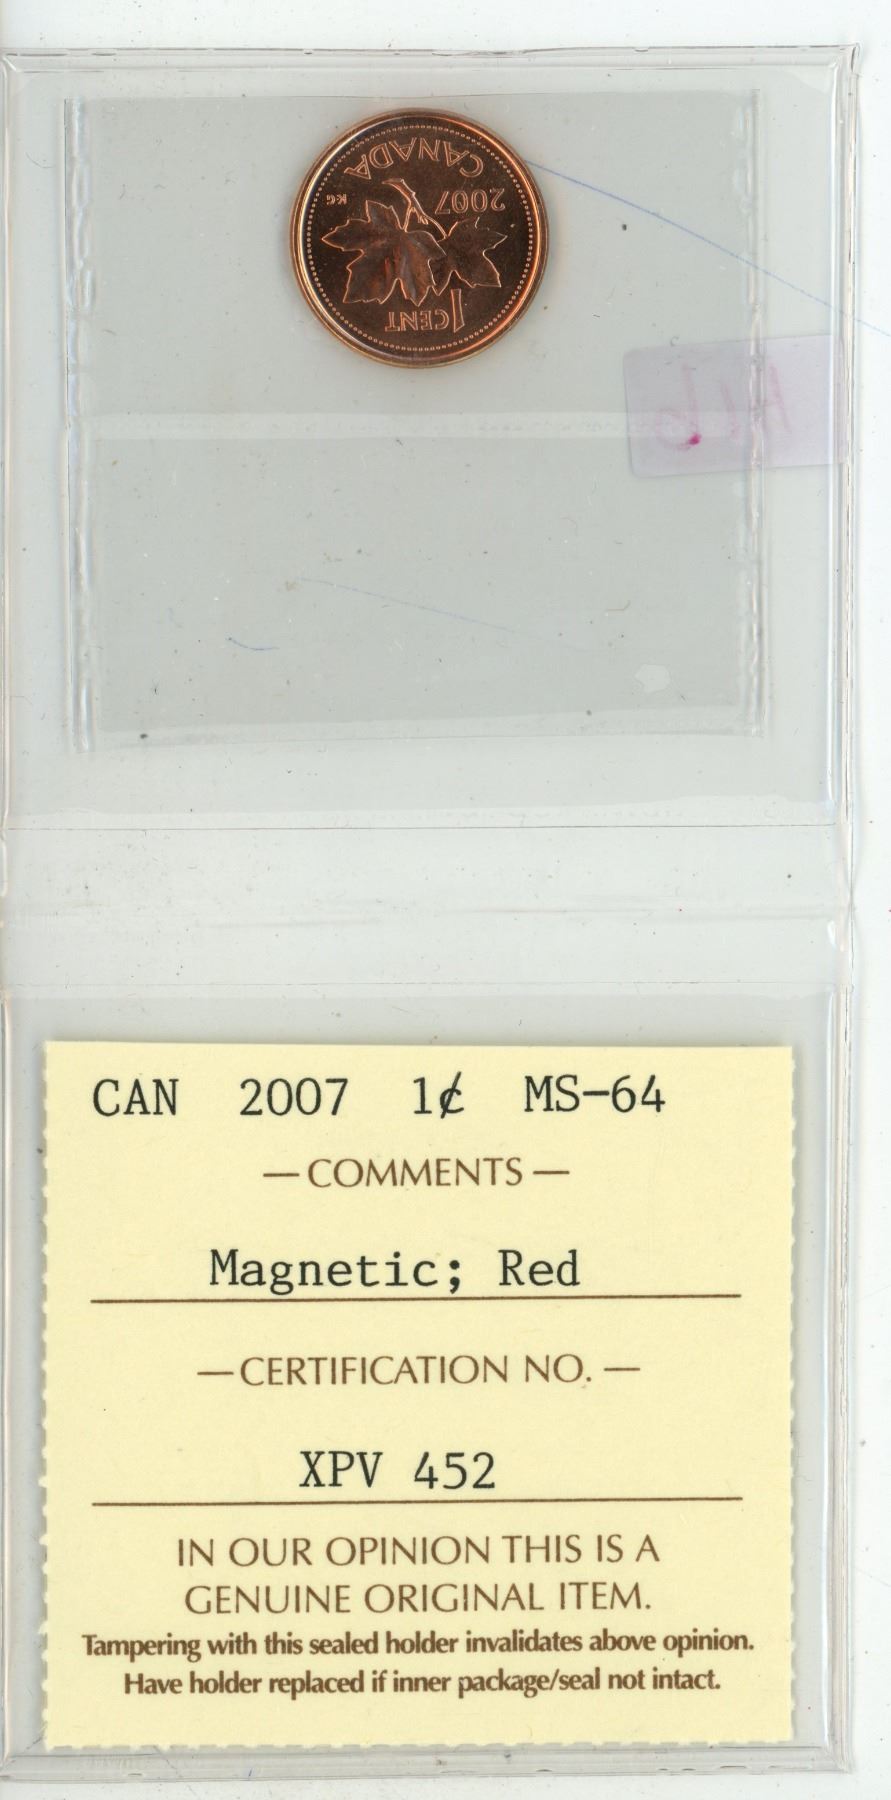 CANADA
2007
KG
1 CENT
CAN 2007 1¢ MS-64
— COMMENTS —
Magnetic; Red
— CERTIFICATION NO. —
XPV 452
IN OUR OPINION THIS IS A
GENUINE ORIGINAL ITEM.
Tampering with this sealed holder invalidates above opinion.
Have holder replaced if inner package/seal not intact.